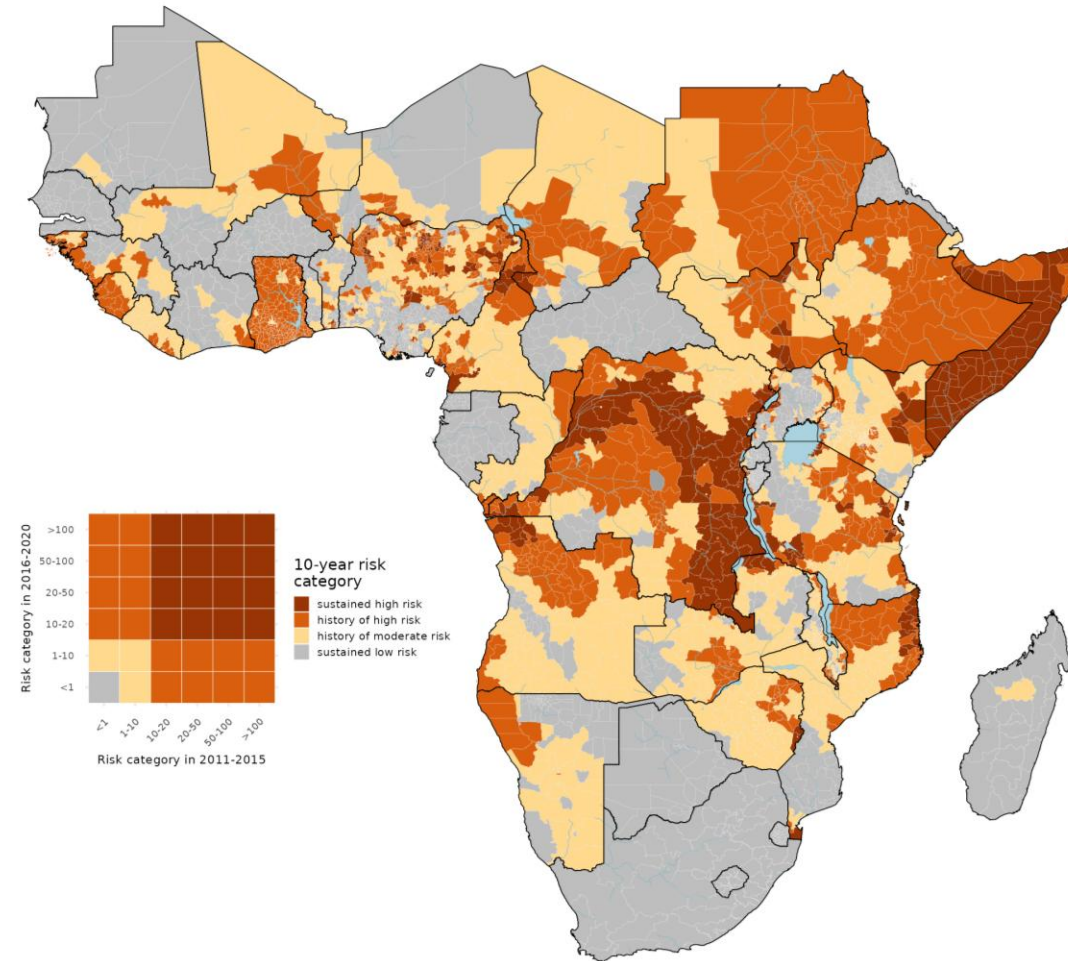 Risk category in 2016-2020
>100
50-100
20-50
10-20
1-10
<1
<1
1-10
10-20
20-50
50-100
>100
Risk category in 2011-2015
10-year risk
category
sustained high risk
history of high risk
history of moderate risk
sustained low risk